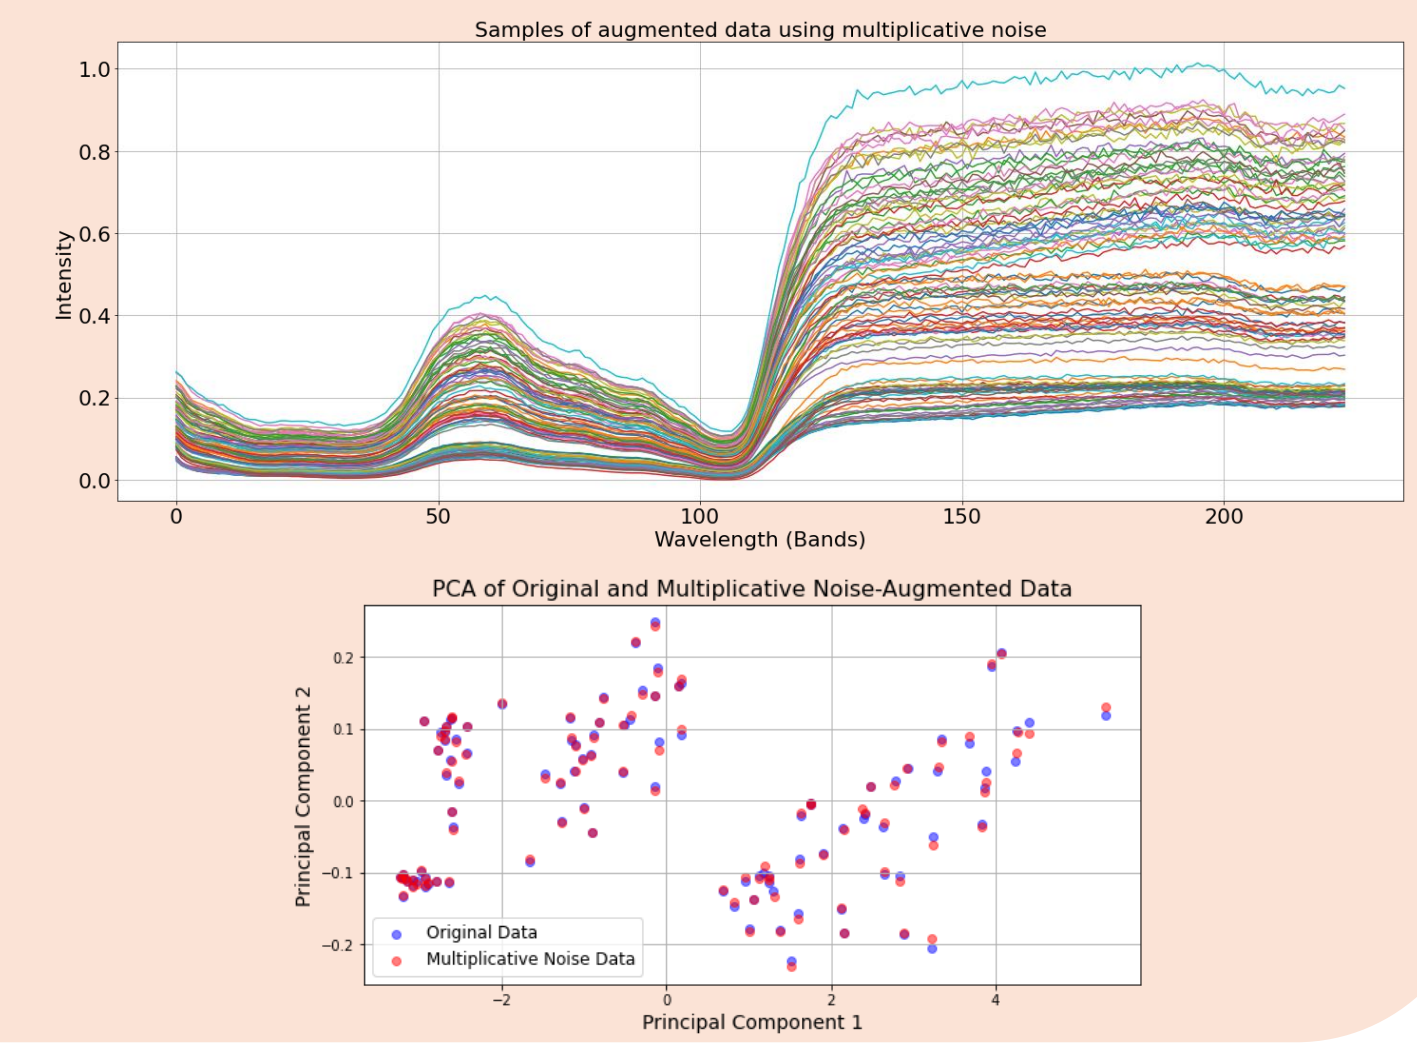 Samples of augmented data using multiplicative noise
1.0
0.8
0.6
0.4
0.2
0.0
Intensity
0 50 100 150 200
Wavelength (Bands)
PCA of Original and Multiplicative Noise-Augmented Data
0.2
0.1
0.0
−0.1
−0.2
Principal Component 2
Original Data
Multiplicative Noise Data
−2 0 2 4
Principal Component 1